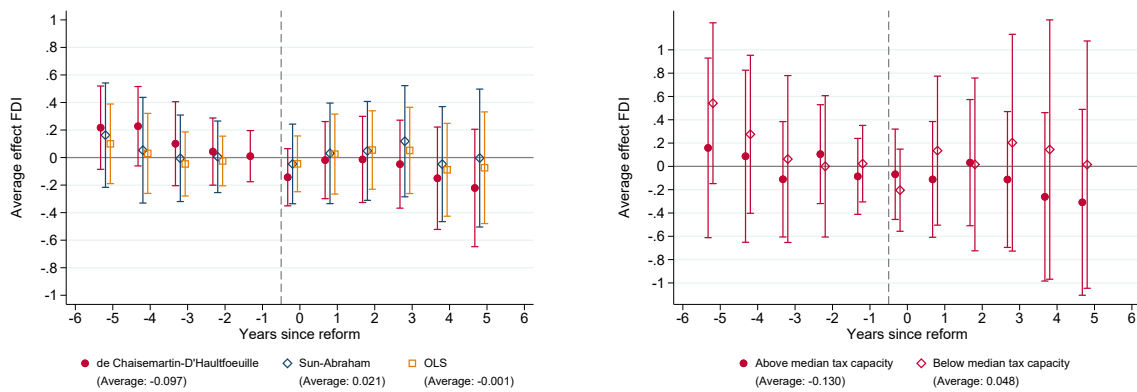 Average effect FDI
1
.8
.6
.4
.2
0
-.2
-.4
-.6
-.8
-1
-6 -5 -4 -3 -2 -1 0 1 2 3 4 5 6
Years since reform
de Chaisemartin-D'Haultfoeuille Sun-Abraham OLS
(Average: -0.097) (Average: 0.021) (Average: -0.001)
Average effect FDI
1
.8
.6
.4
.2
0
-.2
-.4
-.6
-.8
-1
-6 -5 -4 -3 -2 -1 0 1 2 3 4 5 6
Years since reform
Above median tax capacity Below median tax capacity
(Average: -0.130) (Average: 0.048)